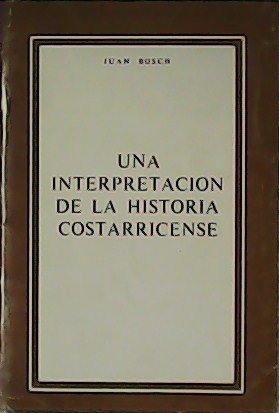 JUAN BOSCH
UNA
INTERPRETACION
DE LA HISTORIA
COSTARRICENSE